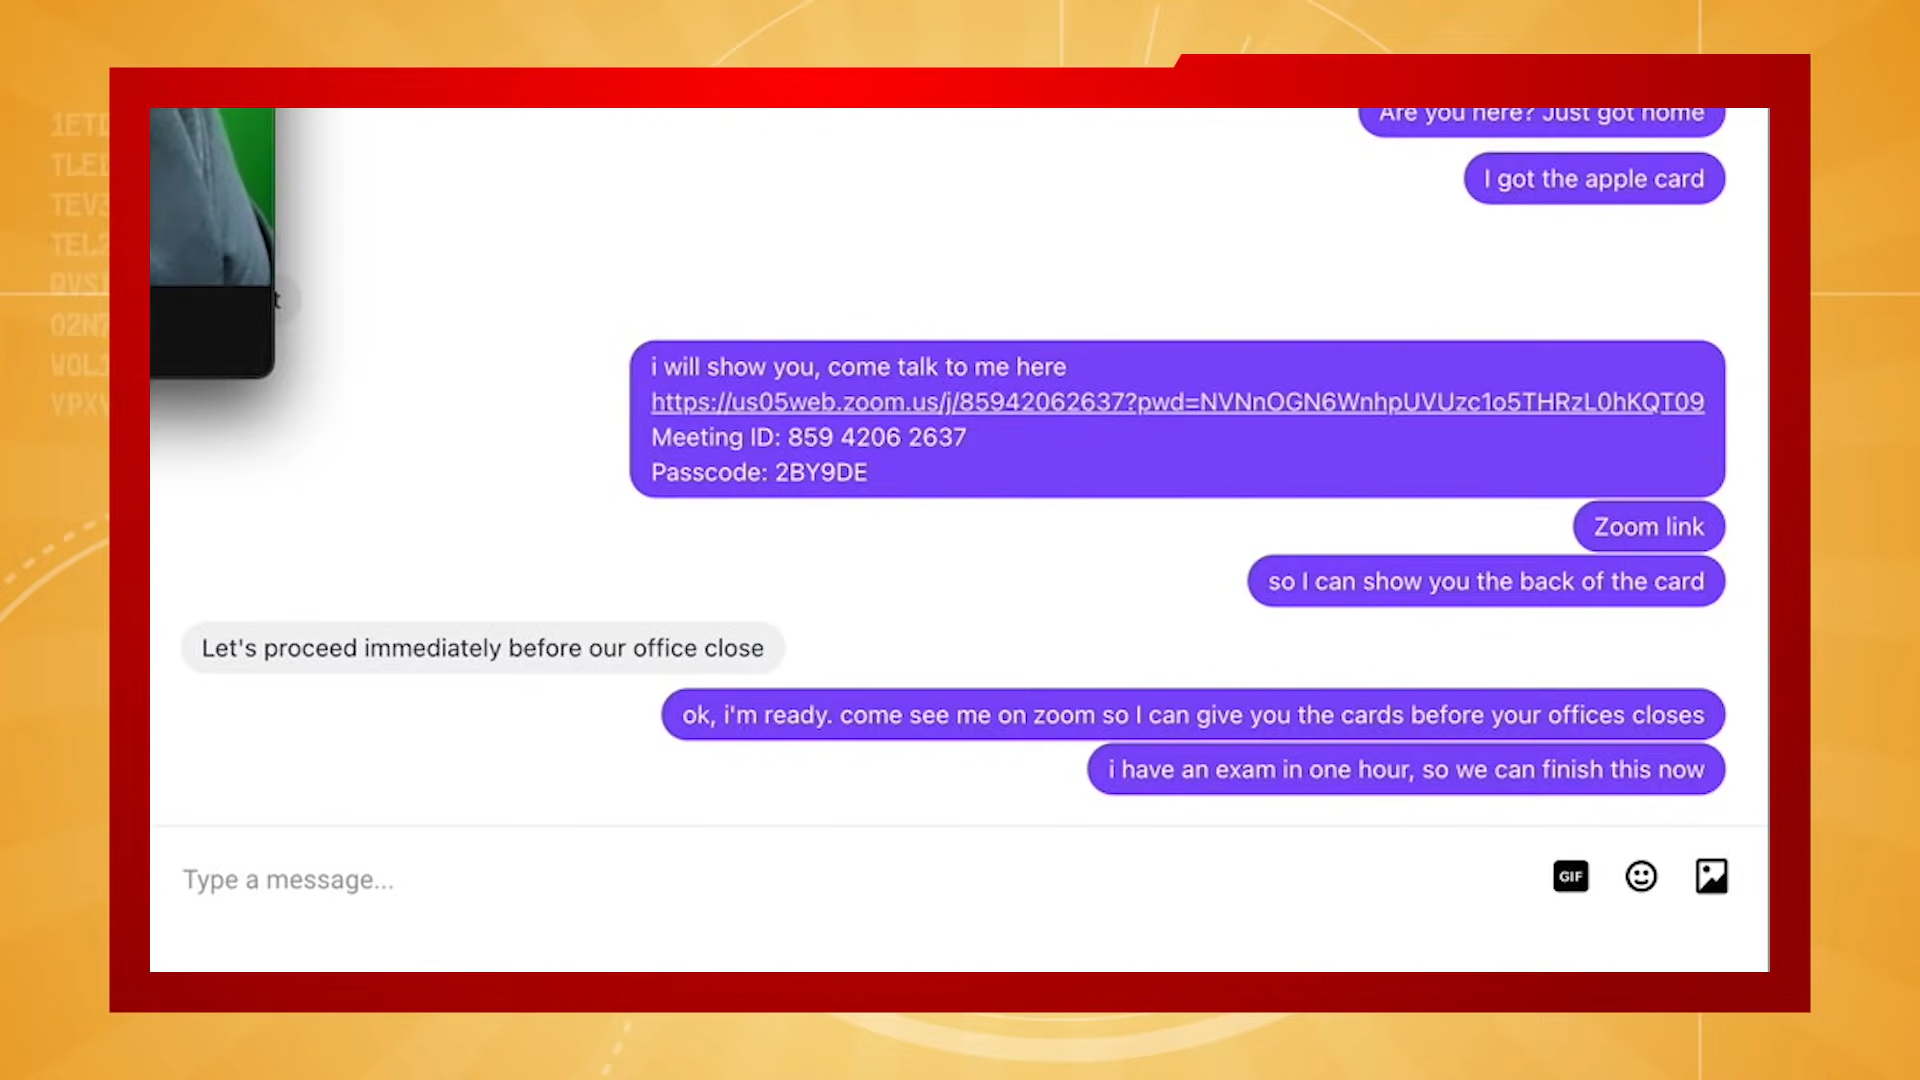 Are you here? Just got home
I got the apple card
t
i will show you, come talk to me here
https://us05web.zoom.us/j/85942062637?pwd=NVNnOGN6WnhpUVUzc1o5THRzL0hKQT09
Meeting ID: 859 4206 2637
Passcode: 2BY9DE
Zoom link
so I can show you the back of the card
Let's proceed immediately before our office close
ok, i'm ready. come see me on zoom so I can give you the cards before your offices closes
i have an exam in one hour, so we can finish this now
Type a message...
GIF